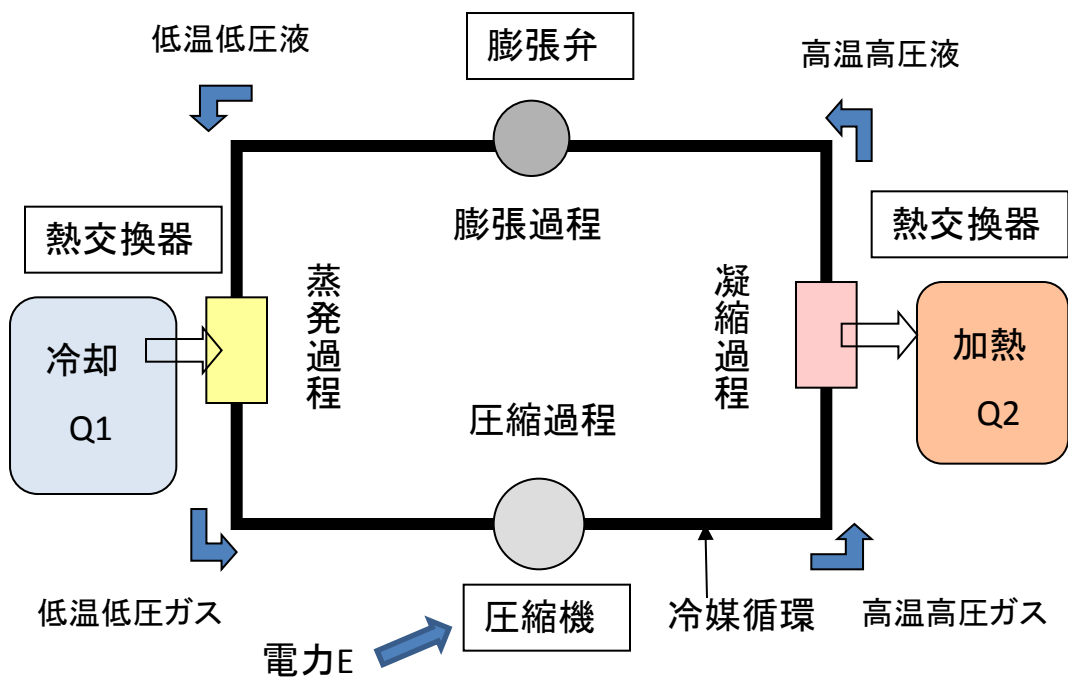 低温低圧液
膨張弁
高温高圧液
熱交換器
膨張過程
熱交換器
蒸発過程
凝縮過程
冷却
Q1
加熱
Q2
圧縮過程
低温低圧ガス
圧縮機
冷媒循環
高温高圧ガス
電力E